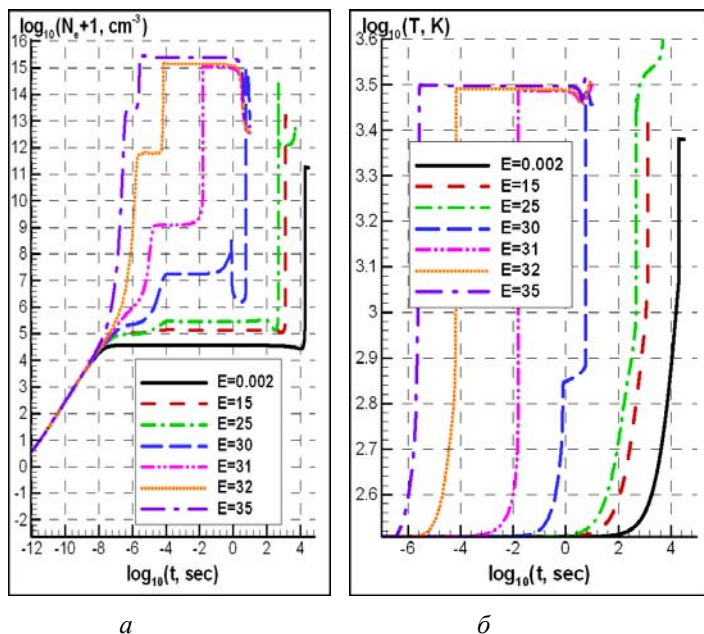 log₁₀(Nₑ+1, cm⁻³)
16
15
14
13
12
11
10
9
8
7
6
5
4
3
2
1
0
-1
-2
E=0.002
E=15
E=25
E=30
E=31
E=32
E=35
-12 -10 -8 -6 -4 -2 0 2 4
log₁₀(t, sec)
а
log₁₀(T, K)
3.6
3.5
3.4
3.3
3.2
3.1
3
2.9
2.8
2.7
2.6
E=0.002
E=15
E=25
E=30
E=31
E=32
E=35
-6 -4 -2 0 2 4
log₁₀(t, sec)
б